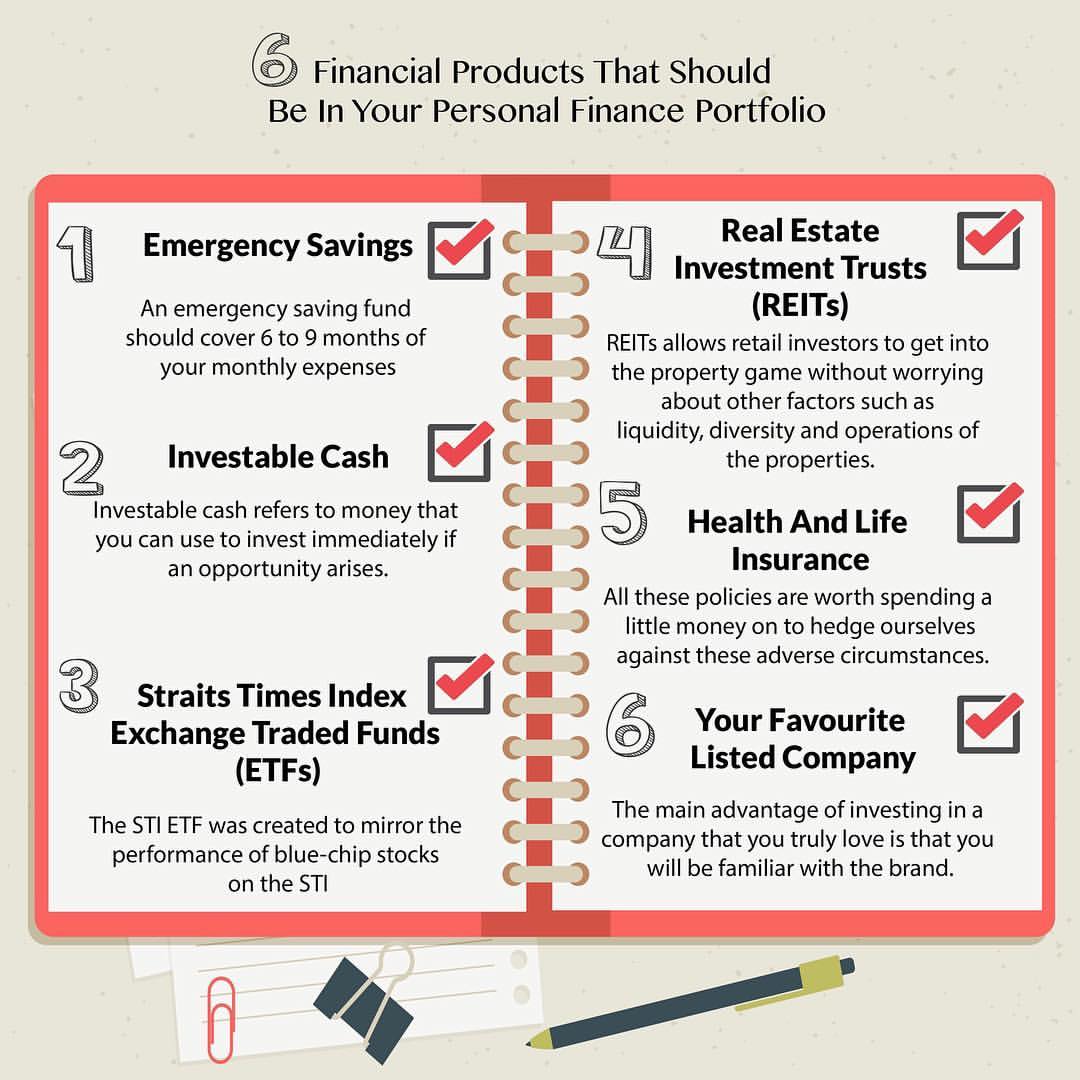 6 Financial Products That Should
Be In Your Personal Finance Portfolio
1
Emergency Savings
An emergency saving fund
should cover 6 to 9 months of
your monthly expenses
2
Investable Cash
Investable cash refers to money that
you can use to invest immediately if
an opportunity arises.
3
Straits Times Index
Exchange Traded Funds
(ETFs)
The STI ETF was created to mirror the
performance of blue-chip stocks
on the STI
4
Real Estate
Investment Trusts
(REITs)
REITs allows retail investors to get into
the property game without worrying
about other factors such as
liquidity, diversity and operations of
the properties.
5
Health And Life
Insurance
All these policies are worth spending a
little money on to hedge ourselves
against these adverse circumstances.
6
Your Favourite
Listed Company
The main advantage of investing in a
company that you truly love is that you
will be familiar with the brand.